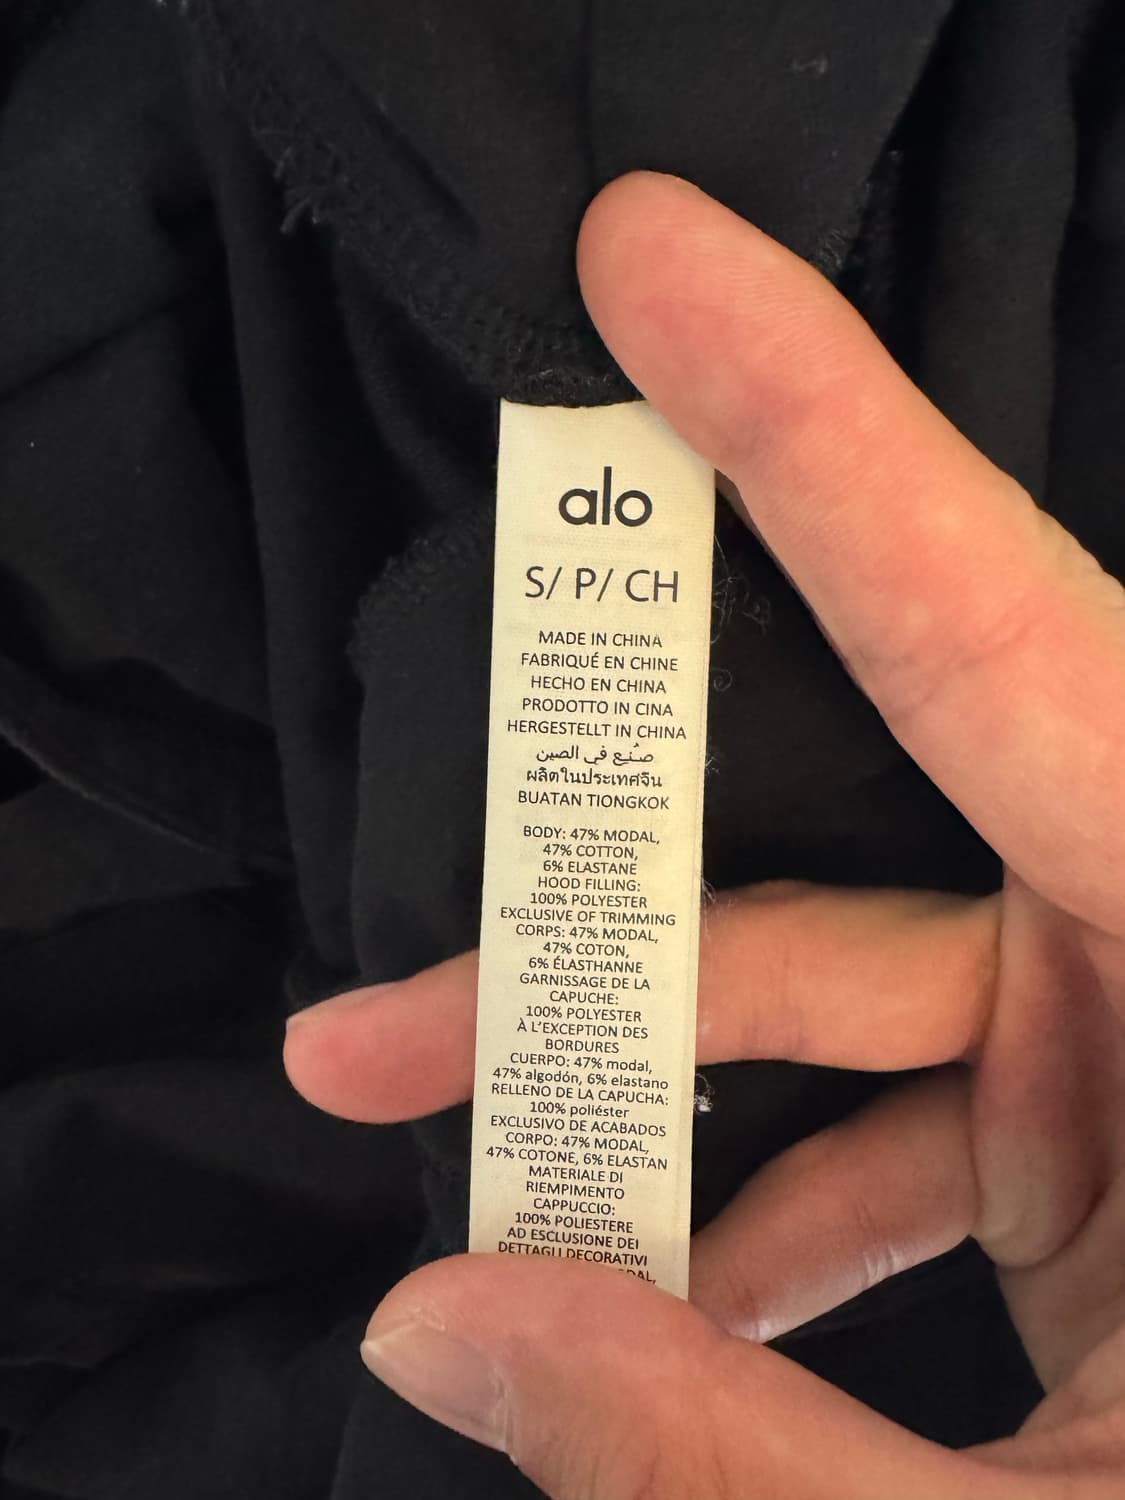 alo
S/ P/ CH
MADE IN CHINA
FABRIQUÉ EN CHINE
HECHO EN CHINA
PRODOTTO IN CINA
HERGESTELLT IN CHINA
صُنع في الصين
ผลิตในประเทศจีน
BUATAN TIONGKOK
BODY: 47% MODAL,
47% COTTON,
6% ELASTANE
HOOD FILLING:
100% POLYESTER
EXCLUSIVE OF TRIMMING
CORPS: 47% MODAL,
47% COTON,
6% ÉLASTHANNE
GARNISSAGE DE LA
CAPUCHE:
100% POLYESTER
À L'EXCEPTION DES
BORDURES
CUERPO: 47% modal,
47% algodón, 6% elastano
RELLENO DE LA CAPUCHA:
100% poliéster
EXCLUSIVO DE ACABADOS
CORPO: 47% MODAL,
47% COTONE, 6% ELASTAN
MATERIALE DI
RIEMPIMENTO
CAPPUCCIO:
100% POLIESTERE
AD ESCLUSIONE DEI
DETTAGLI DECORATIVI